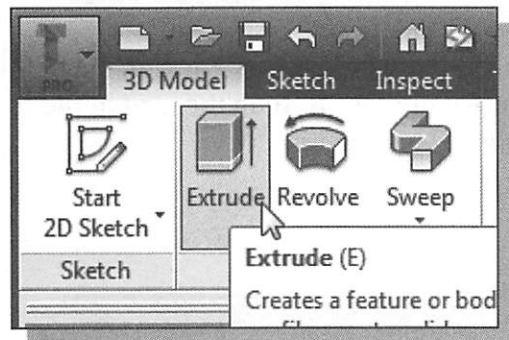 PRO
3D Model Sketch Inspect
Start
2D Sketch
Extrude Revolve Sweep
Sketch
Extrude (E)
Creates a feature or bod